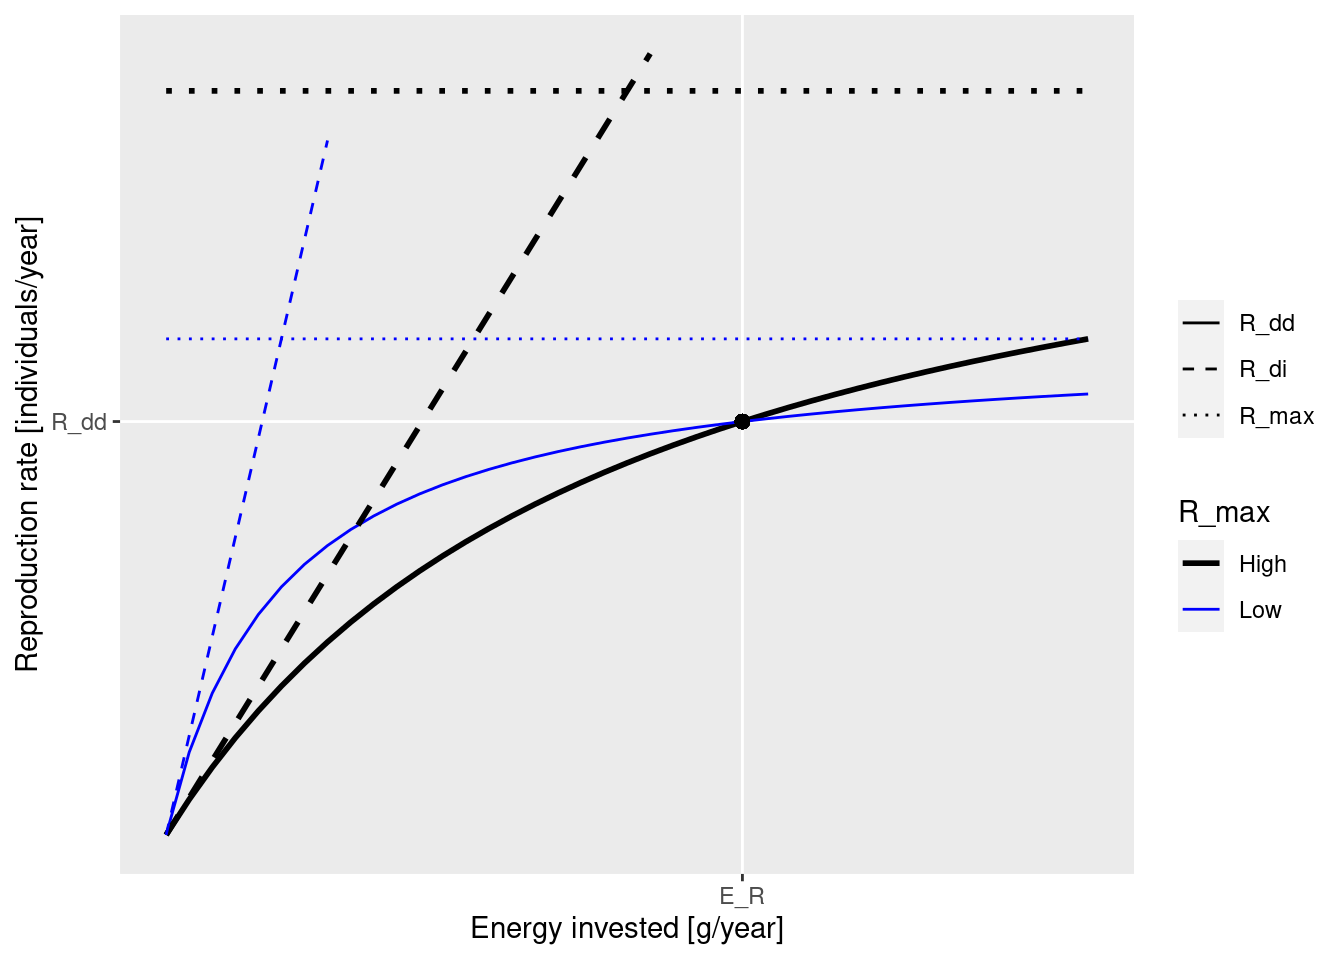 Reproduction rate [individuals/year]
R_dd
E_R
Energy invested [g/year]
R_dd
R_di
R_max
R_max
High
Low